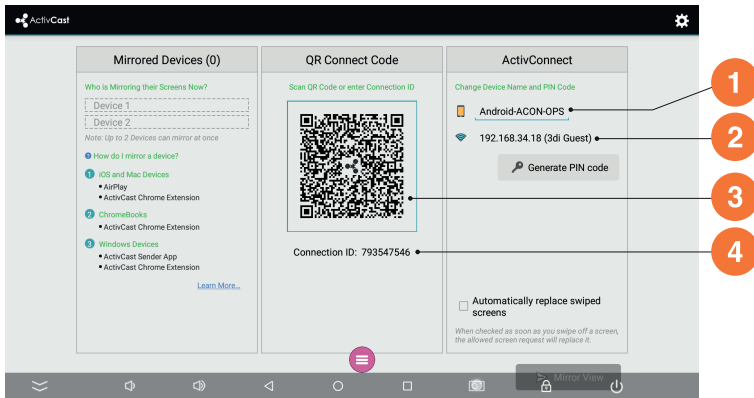 ActivCast
Mirrored Devices (0)
Who is Mirroring their Screens Now?
Device 1
Device 2
Note: Up to 2 Devices can mirror at once
? How do I mirror a device?
1 iOS and Mac Devices
• AirPlay
• ActivCast Chrome Extension
2 ChromeBooks
• ActivCast Chrome Extension
3 Windows Devices
• ActivCast Sender App
• ActivCast Chrome Extension
Learn More...
QR Connect Code
Scan QR Code or enter Connection ID
Connection ID: 793547546
ActivConnect
Change Device Name and PIN Code
Android-ACON-OPS
192.168.34.18 (3di Guest)
Generate PIN code
Automatically replace swiped
screens
When checked as soon as you swipe off a screen,
the allowed screen request will replace it.
Mirror View
1
2
3
4